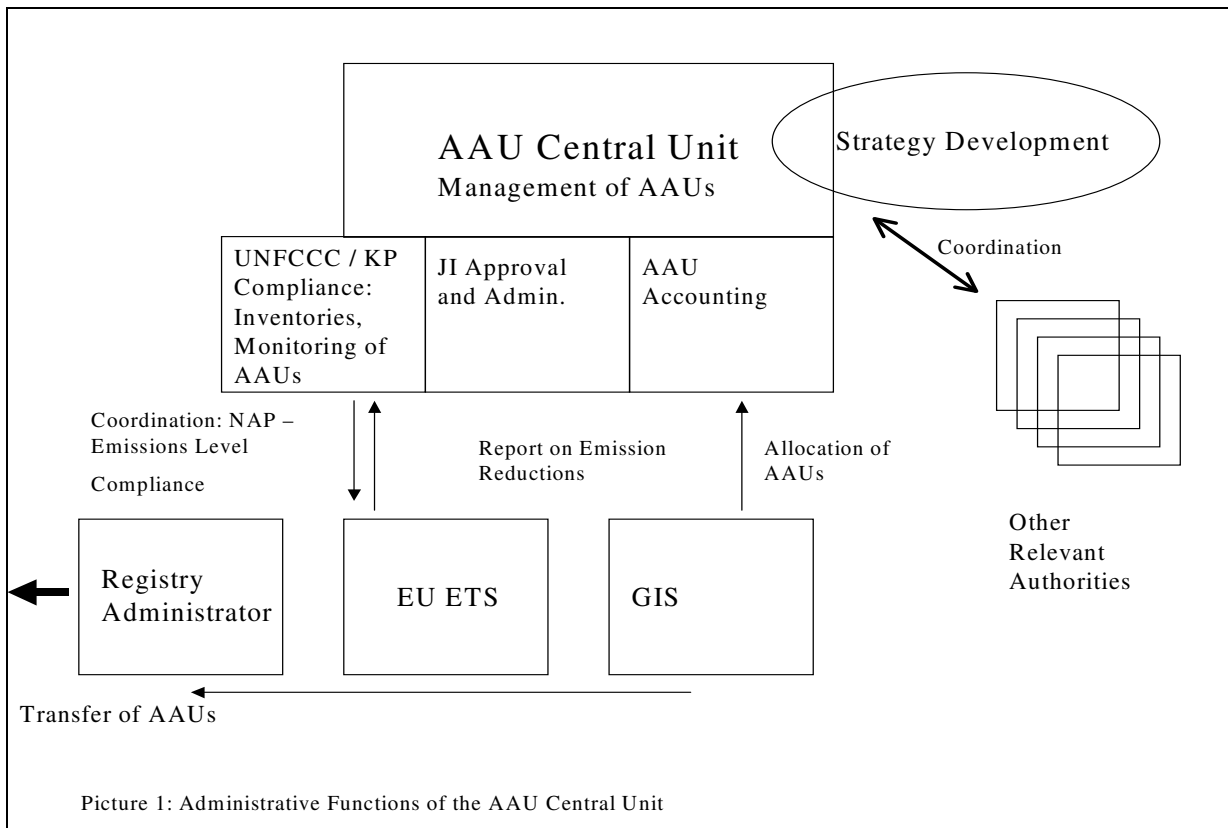 AAU Central Unit
Management of AAUs
Strategy Development
UNFCCC / KP
Compliance:
Inventories,
Monitoring of
AAUs
JI Approval
and Admin.
AAU
Accounting
Coordination
Coordination: NAP –
Emissions Level
Compliance
Report on Emission
Reductions
Allocation of
AAUs
Other
Relevant
Authorities
Registry
Administrator
EU ETS
GIS
Transfer of AAUs
Picture 1: Administrative Functions of the AAU Central Unit